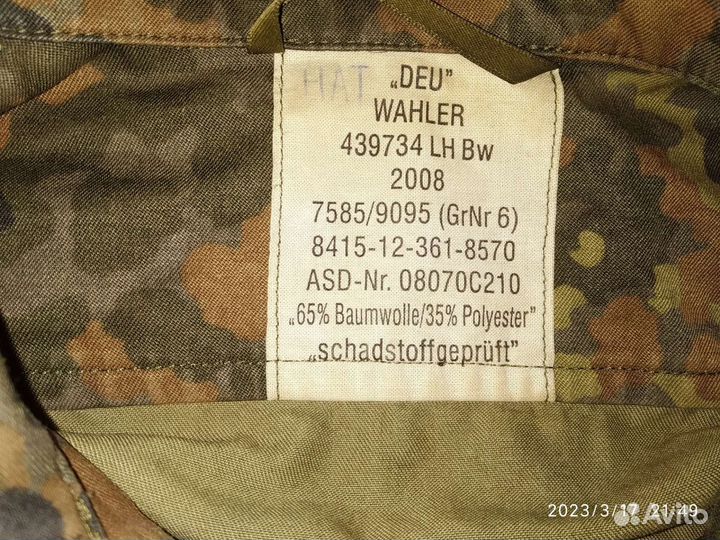 HAT „DEU"
WAHLER
439734 LH Bw
2008
7585/9095 (GrNr 6)
8415-12-361-8570
ASD-Nr. 08070C210
„65% Baumwolle/35% Polyester"
„schadstoffgeprüft"
2023/3/17 21:49
Avito